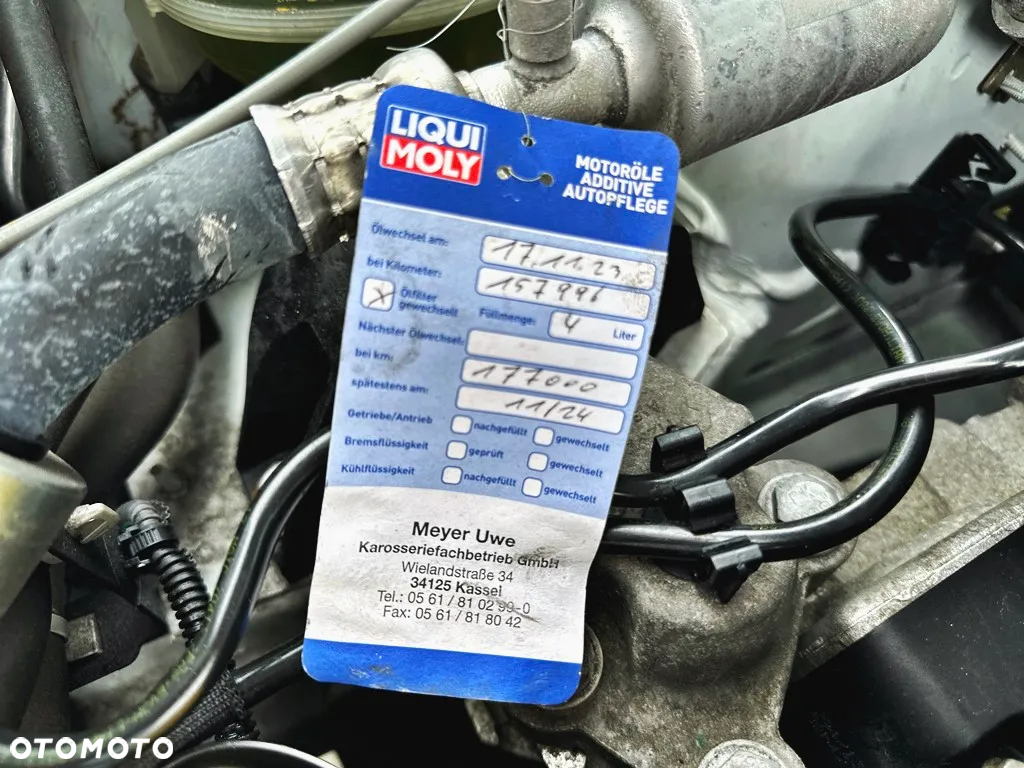 LIQUI
MOLY
MOTORÖLE
ADDITIVE
AUTOPFLEGE
Ölwechsel am: 17.11.23
bei Kilometer: 157996
X Ölfilter gewechselt Füllmenge: 4 Liter
Nächster Ölwechsel:
bei km: 177000
spätestens am: 11/24
Getriebe/Antrieb nachgefüllt gewechselt
Bremsflüssigkeit geprüft gewechselt
Kühlflüssigkeit nachgefüllt gewechselt
Meyer Uwe
Karosseriefachbetrieb GmbH
Wielandstraße 34
34125 Kassel
Tel.: 05 61 / 81 02 99-0
Fax: 05 61 / 81 80 42
OTOMOTO